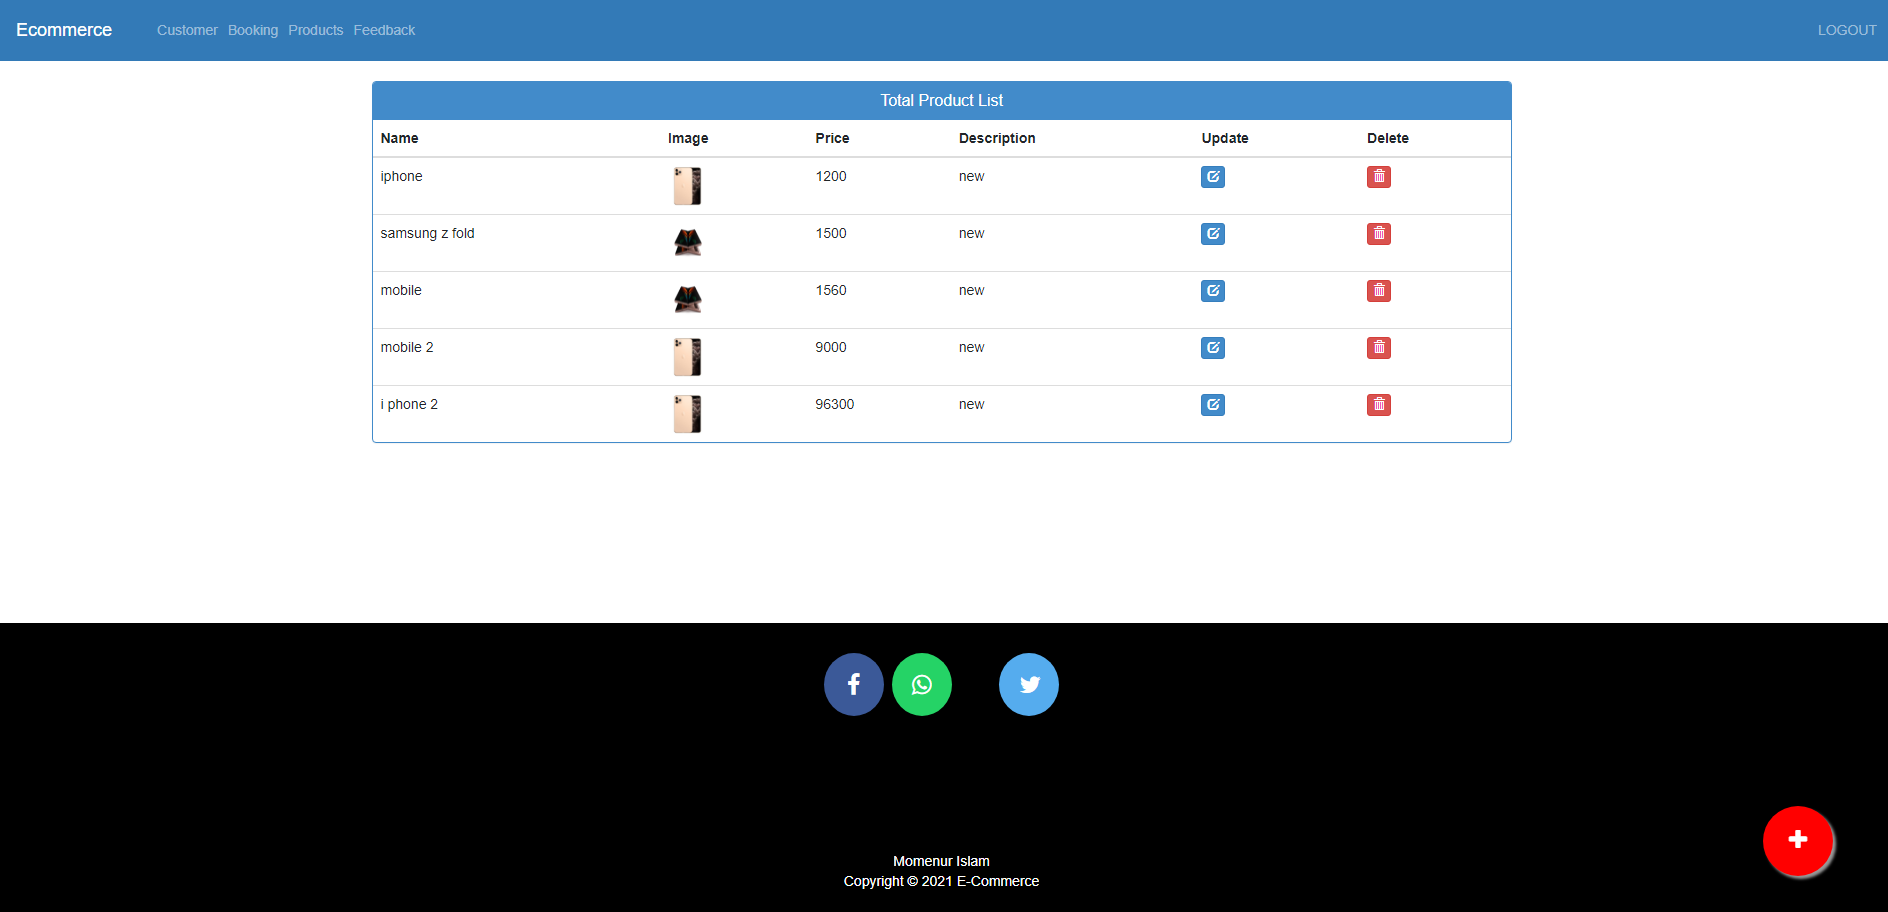 Ecommerce Customer Booking Products Feedback LOGOUT
Total Product List
Name Image Price Description Update Delete
iphone 1200 new
samsung z fold 1500 new
mobile 1560 new
mobile 2 9000 new
i phone 2 96300 new
Momenur Islam
Copyright © 2021 E-Commerce